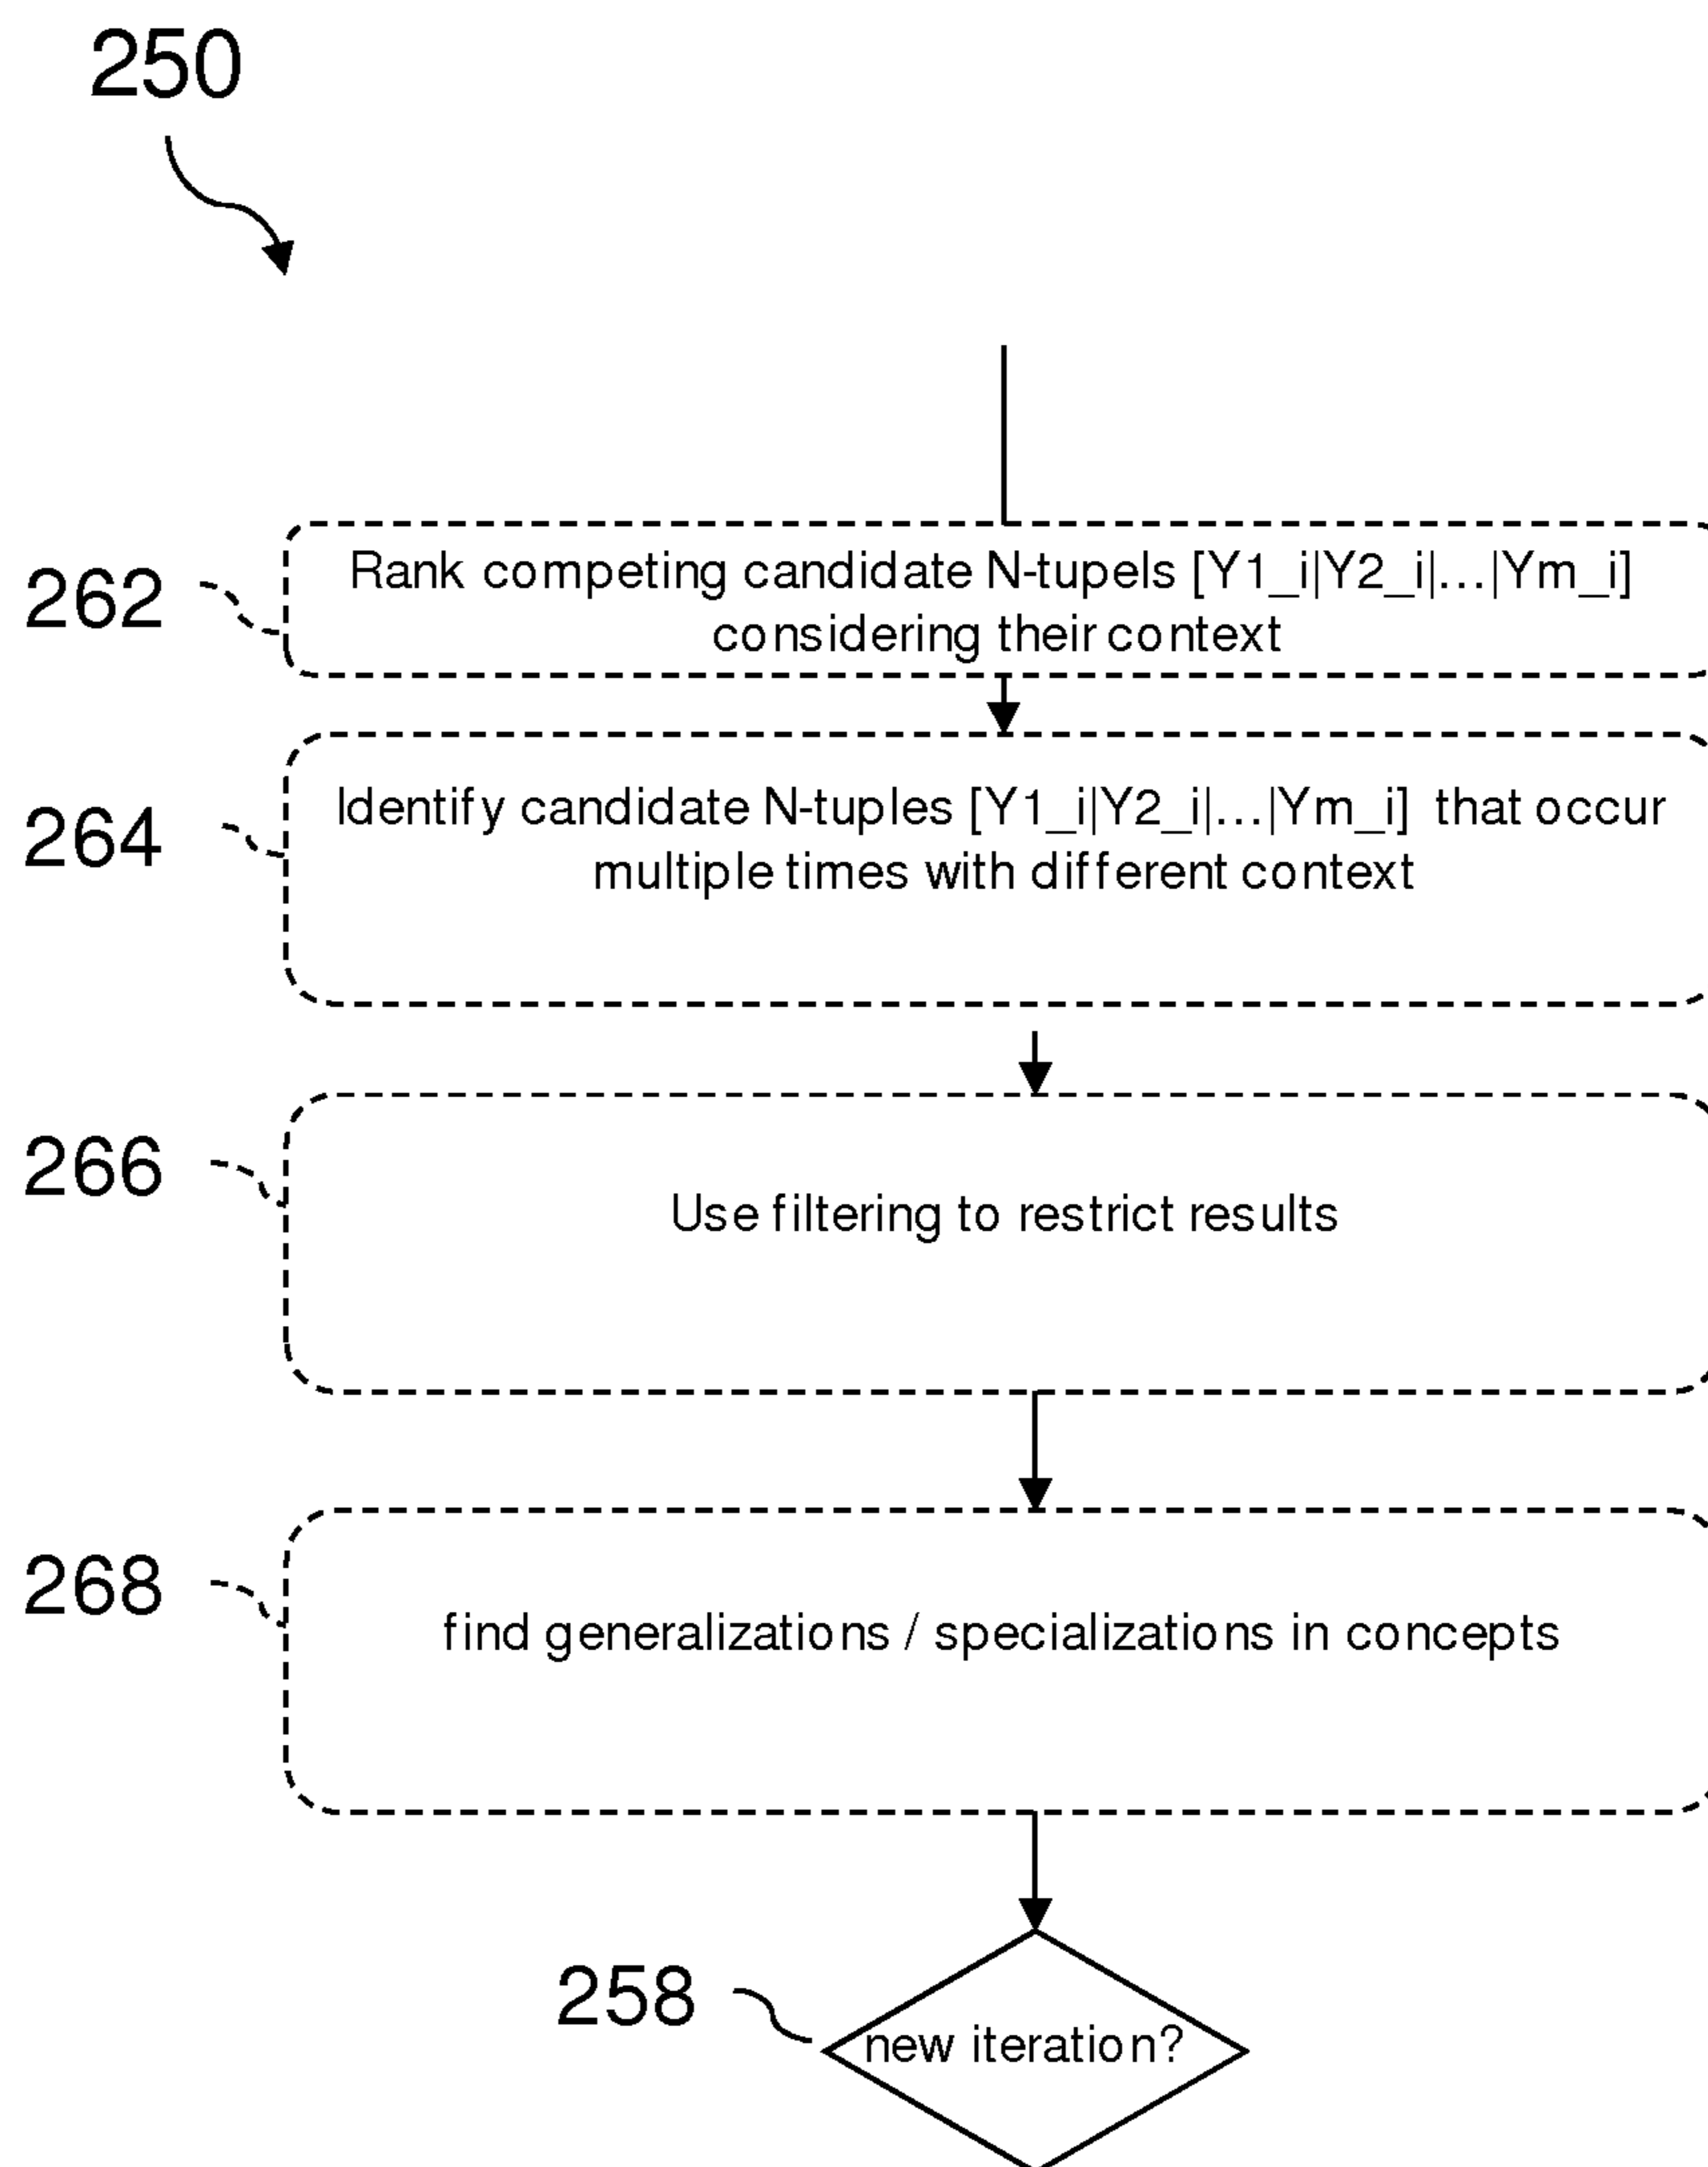 250
262
Rank competing candidate N-tupels [Y1_i|Y2_i|...|Ym_i]
considering their context
264
Identify candidate N-tuples [Y1_i|Y2_i|...|Ym_i] that occur
multiple times with different context
266
Use filtering to restrict results
268
find generalizations / specializations in concepts
258
new iteration?